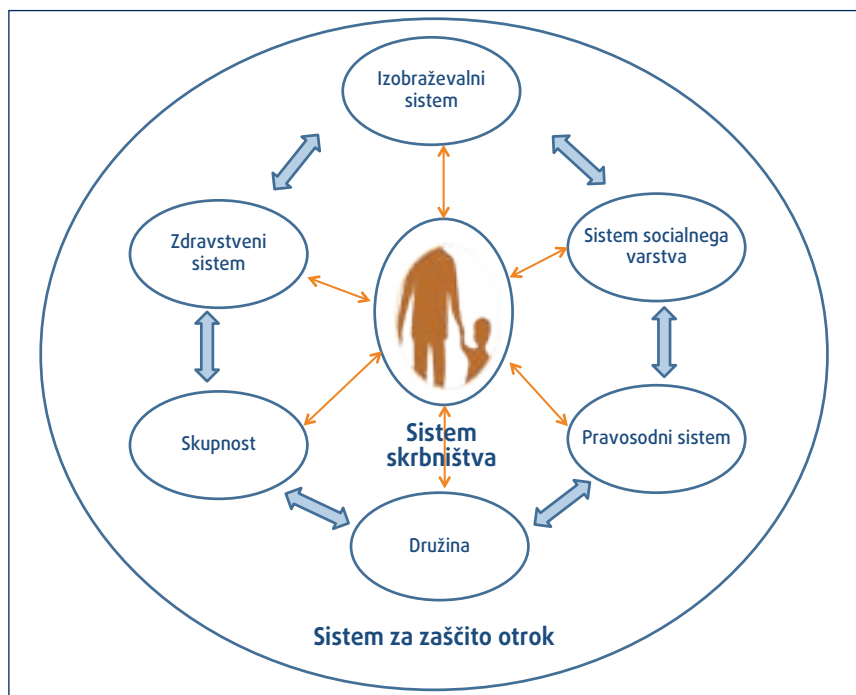 Izobraževalni
sistem
Zdravstveni
sistem
Sistem socialnega
varstva
Skupnost
Sistem
skrbništva
Pravosodni sistem
Družina
Sistem za zaščito otrok